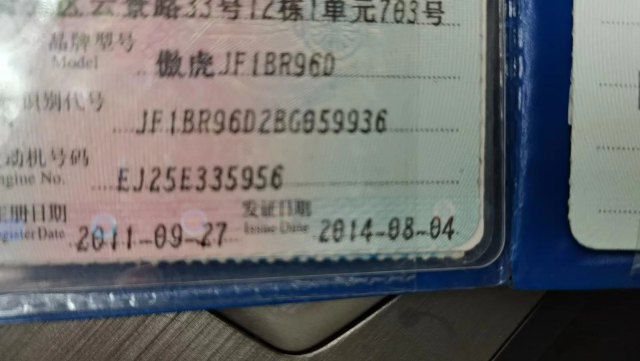 区云景路33号12栋1单元703号
品牌型号 傲虎JF1BR96D
Model
识别代号 JF1BR96D2BG059936
动机号码
ngine No. EJ25E335956
注册日期 2011-09-27 发证日期 2014-08-04
egister Date Issue Date